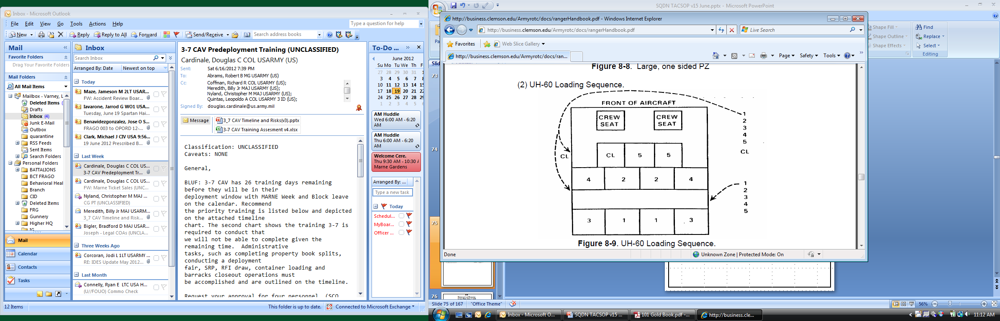 Inbox - Microsoft Outlook
File Edit View Go Tools Actions Help
Type a question for help
New Reply Reply to All Forward Send/Receive Search address books
Mail
Favorite Folders
Drag Your Favorite Folders
Mail Folders
All Mail Items
Mailbox - Varney, L
Deleted Items
Drafts
Inbox (4)
Junk E-Mail
Outbox
quarantine
RSS Feeds
Sent Items
Search Folders
Personal Folders
BATTALIONS
BCT FRAGO
Behavioral Heal
Branch
CID
Deleted Items
FRG
Gunnery
Higher HQ
IG
Mail
Calendar
Contacts
Tasks
12 Items
Inbox
Search Inbox
Arranged By: Date Newest on top
Today
Maze, Jameson M 2LT USAR...
FW: Accident Review Boar...
Iavarone, Jarrod G WO1 USA...
Tuesday, June 19 Spartan Hai...
Benavidezgonzalez, Jose O S...
FRAGO 003 to OPORD 12-...
Clark, Michael J CIV USA 9:56...
19 June 2012 Prescribed B...
Last Week
Cardinale, Douglas C COL US...
3-7 CAV Predeployment Tr...
Cardinale, Douglas C COL US...
FW: Marne Ticket Sales (UNC...
Nyland, Christopher M MAJ ...
CG PT (UNCLASSIFIED)
Meredith, Billy Jr MAJ USARM...
3_7 CAV Timeline and Risk...
Bigler, Bradford D MAJ USAR...
Joseph - Legal COAs (UNCLA...
Three Weeks Ago
Corcoran, Jodi L 1LT USARMY ...
RE: IDES Update May 2012...
Last Month
Connelly, Ryan E LTC USA H...
(U//FOUO) Commo Check
3-7 CAV Predeployment Training (UNCLASSIFIED)
Cardinale, Douglas C COL USARMY (US)
Sent: Sat 6/16/2012 7:39 PM
To: Abrams, Robert B MG USARMY (US)
Cc: Coffman, Richard R COL USARMY (US);
Meredith, Billy Jr MAJ USARMY (US);
Nyland, Christopher M MAJ USARMY (US);
Quintas, Leopoldo A COL USARMY 3 ID (US);
Signed By: douglas.cardinale@us.army.mil
Message 3_7 CAV Timeline and Risks(v3).pptx
3-7 CAV Training Assesment v4.xlsx
Classification: UNCLASSIFIED
Caveats: NONE
General,
BLUF: 3-7 CAV has 26 training days remaining
before they will be in their
deployment window with MARNE Week and Block leave
on the calendar. Recommend
the priority training is listed below and depicted
on the attached timeline
chart. The second chart shows the training 3-7 is
required to conduct that
we will not be able to complete given the
remaining time. Administrative
tasks, such as completing property book splits,
conducting a deployment
fair, SRP, RFI draw, container loading and
barracks closeout operations must
be accomplished and are outlined on the timeline.
Request your approval for four personnel (SCO
This folder is up to date. Connected to Microsoft Exchange
To-Do ...
June 2012
Su Mo Tu We Th F
27 28 29 30 31 1
3 4 5 6 7 8
10 11 12 13 14 15
17 18 19 20 21 22
24 25 26 27 28 29
1 2 3 4 5 6
AM Huddle
Wed 6:00 AM - 6:20
AM
AM Huddle
Thu 6:00 AM - 6:20
AM
Welcome Cere.
Thu 9:30 AM - 10:30 A
Marne Gardens
Arranged By: ...
Type a new task
Today
Schedul...
MyBoar...
Officer ...
SQDN TACSOP v15 June.pptx - Microsoft PowerPoint
Pa
Slid
73
74
75
76
Shape Fill
Shape Outline
Shape Effects
Find
Replace
Select
Editing
http://business.clemson.edu/Armyrotc/docs/rangerHandbook.pdf - Windows Internet Explorer
http://business.clemson.edu/Armyrotc/docs/rangerHandbook.pdf
Live Search
Favorites Web Slice Gallery
http://business.clemson.edu/Armyrotc/docs/ran...
Page Safety Tools
Figure 8-8. Large, one sided PZ
(2) UH-60 Loading Sequence.
FRONT OF AIRCRAFT
CREW SEAT
CREW SEAT
1
2
3
4
5
CL
CL
CL 5 5
4 2 2 4
1
2
3
4
5
3 1 1 3
Figure 8-9. UH-60 Loading Sequence.
Done Unknown Zone | Protected Mode: On
Slide 75 of 167 "Office Theme" 56%
Inbox - Microsoft O... SQDN TACSOP v15 ... 101 Gold Book.pdf -... http://business.cle... 11:12 AM